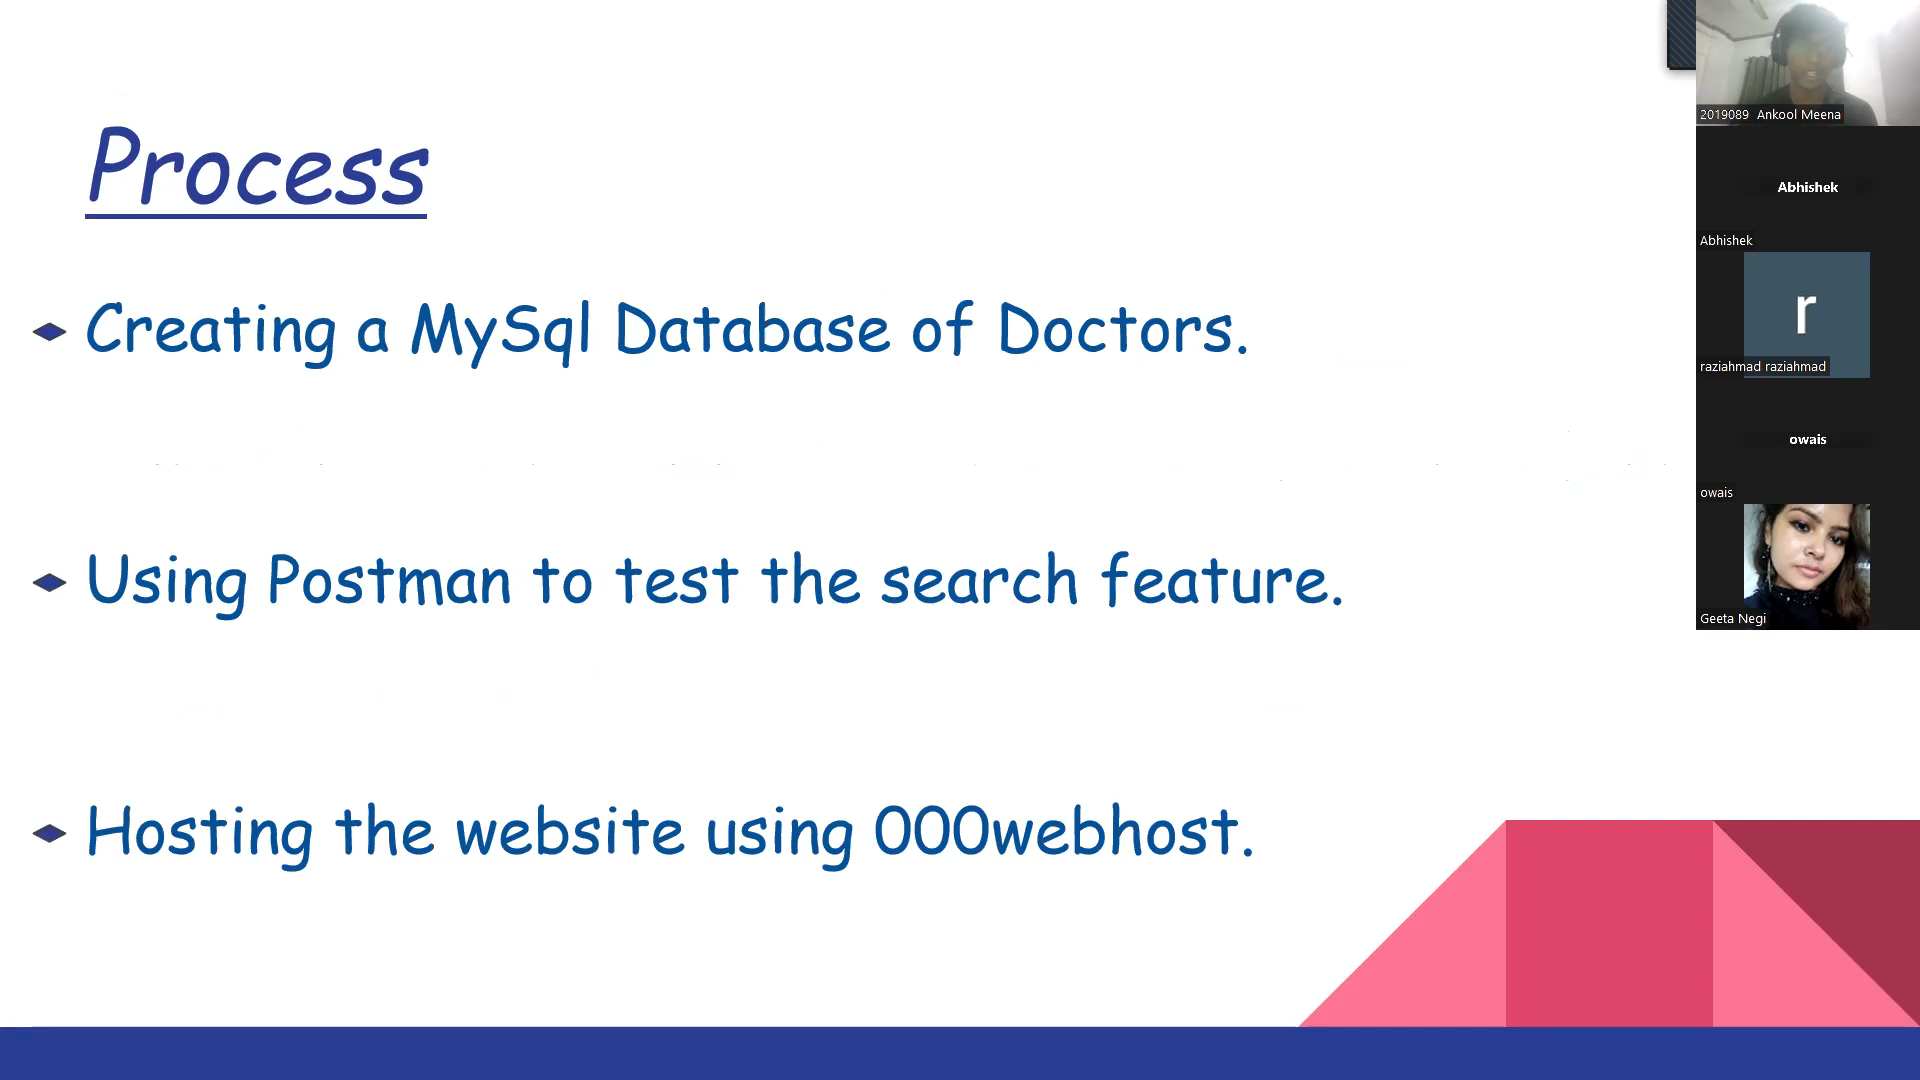 Process
Creating a MySql Database of Doctors.
Using Postman to test the search feature.
Hosting the website using 000webhost.
2019089 Ankool Meena
Abhishek
Abhishek
r
raziahmad raziahmad
owais
owais
Geeta Negi